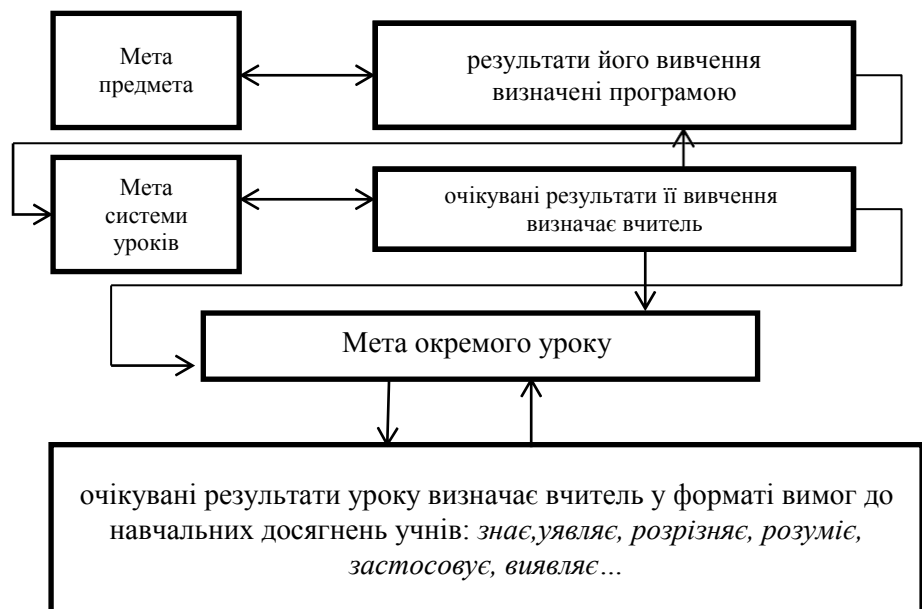 Мета
предмета
результати його вивчення
визначені програмою
Мета
системи
уроків
очікувані результати її вивчення
визначає вчитель
Мета окремого уроку
очікувані результати уроку визначає вчитель у форматі вимог до
навчальних досягнень учнів: знає,уявляє, розрізняє, розуміє,
застосовує, виявляє…